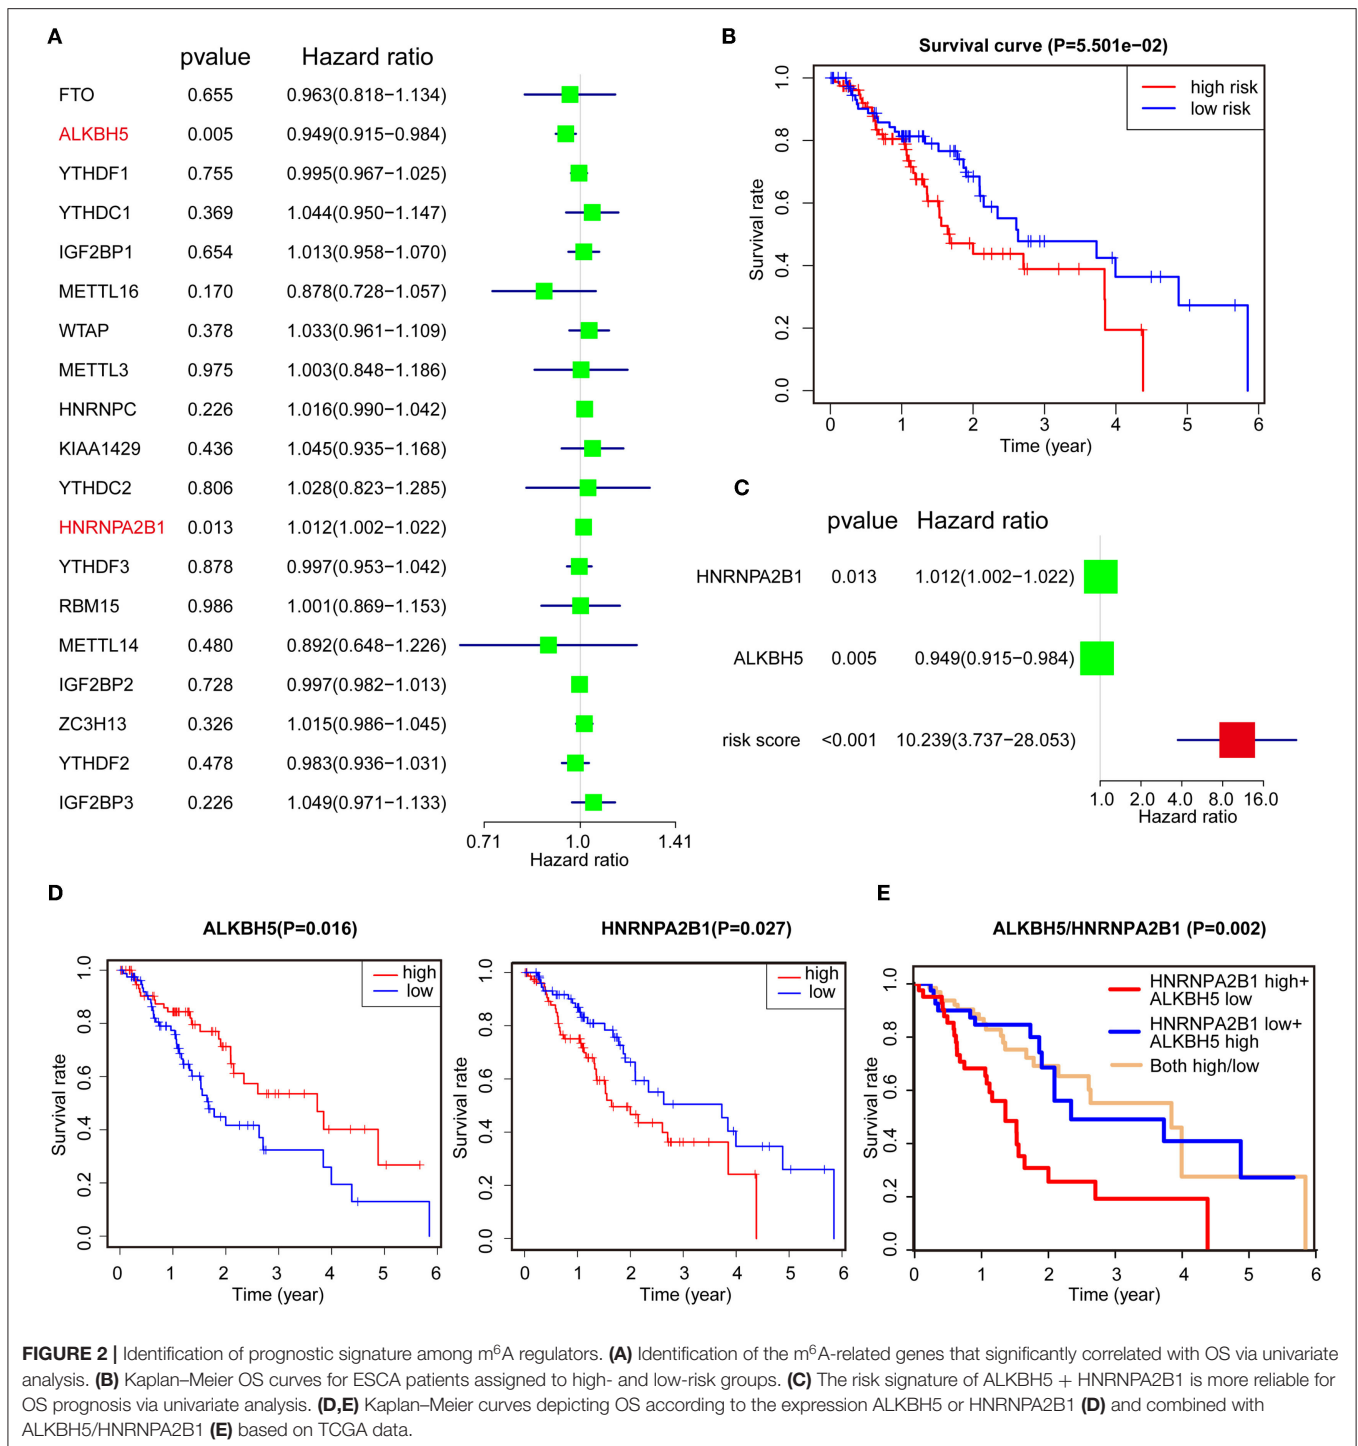 A
pvalue Hazard ratio
FTO 0.655 0.963(0.818−1.134)
ALKBH5 0.005 0.949(0.915−0.984)
YTHDF1 0.755 0.995(0.967−1.025)
YTHDC1 0.369 1.044(0.950−1.147)
IGF2BP1 0.654 1.013(0.958−1.070)
METTL16 0.170 0.878(0.728−1.057)
WTAP 0.378 1.033(0.961−1.109)
METTL3 0.975 1.003(0.848−1.186)
HNRNPC 0.226 1.016(0.990−1.042)
KIAA1429 0.436 1.045(0.935−1.168)
YTHDC2 0.806 1.028(0.823−1.285)
HNRNPA2B1 0.013 1.012(1.002−1.022)
YTHDF3 0.878 0.997(0.953−1.042)
RBM15 0.986 1.001(0.869−1.153)
METTL14 0.480 0.892(0.648−1.226)
IGF2BP2 0.728 0.997(0.982−1.013)
ZC3H13 0.326 1.015(0.986−1.045)
YTHDF2 0.478 0.983(0.936−1.031)
IGF2BP3 0.226 1.049(0.971−1.133)
0.71 1.0 1.41
Hazard ratio
B
Survival curve (P=5.501e−02)
high risk
low risk
Survival rate
1.0
0.8
0.6
0.4
0.2
0.0
0 1 2 3 4 5 6
Time (year)
C
pvalue Hazard ratio
HNRNPA2B1 0.013 1.012(1.002−1.022)
ALKBH5 0.005 0.949(0.915−0.984)
risk score <0.001 10.239(3.737−28.053)
1.0 2.0 4.0 8.0 16.0
Hazard ratio
D
ALKBH5(P=0.016)
high
low
Survival rate
1.0
0.8
0.6
0.4
0.2
0.0
0 1 2 3 4 5 6
Time (year)
HNRNPA2B1(P=0.027)
high
low
Survival rate
1.0
0.8
0.6
0.4
0.2
0.0
0 1 2 3 4 5 6
Time (year)
E
ALKBH5/HNRNPA2B1 (P=0.002)
HNRNPA2B1 high+
ALKBH5 low
HNRNPA2B1 low+
ALKBH5 high
Both high/low
Survival rate
1.0
0.8
0.6
0.4
0.2
0.0
0 1 2 3 4 5 6
Time (year)
FIGURE 2 | Identification of prognostic signature among m⁶A regulators. (A) Identification of the m⁶A-related genes that significantly correlated with OS via univariate
analysis. (B) Kaplan–Meier OS curves for ESCA patients assigned to high- and low-risk groups. (C) The risk signature of ALKBH5 + HNRNPA2B1 is more reliable for
OS prognosis via univariate analysis. (D,E) Kaplan–Meier curves depicting OS according to the expression ALKBH5 or HNRNPA2B1 (D) and combined with
ALKBH5/HNRNPA2B1 (E) based on TCGA data.